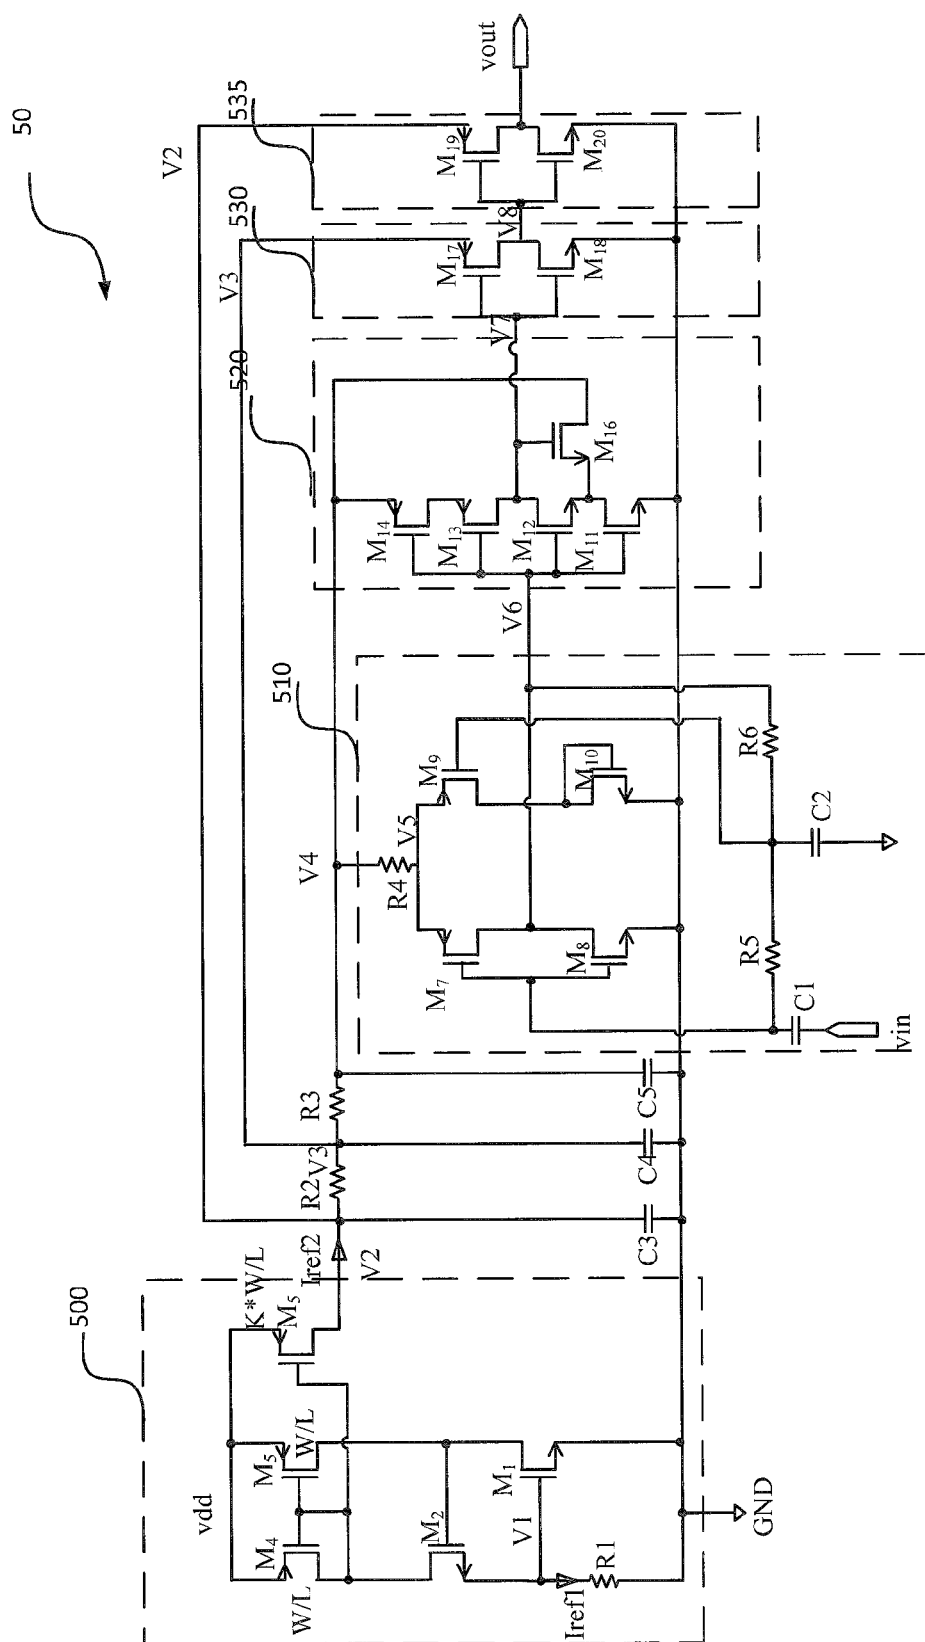 50
500
vdd
M4
W/L
M5
W/L
K*W/L
M5
Iref2
V2
M2
M1
V1
Iref1
R1
GND
R2
V3
R3
C3
C4
C5
V2
V3
V4
510
R4
V5
M7
M8
M9
M10
R5
R6
C1
C2
vin
V6
520
M14
M13
M12
M11
M16
V7
530
M17
M18
V8
535
M19
M20
vout